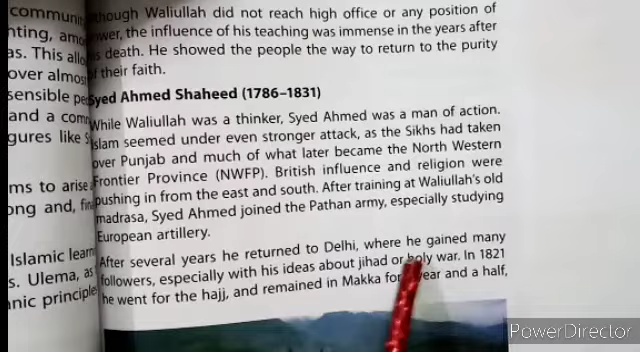 communi
nting, amo
as. This allo
over almos
sensible pe
and a com
gures like S
ms to arise
ong and, fin
Islamic learn
s. Ulema, as
nic principle
though Waliullah did not reach high office or any position of
wer, the influence of his teaching was immense in the years after
s death. He showed the people the way to return to the purity
f their faith.
Syed Ahmed Shaheed (1786–1831)
While Waliullah was a thinker, Syed Ahmed was a man of action.
Islam seemed under even stronger attack, as the Sikhs had taken
over Punjab and much of what later became the North Western
Frontier Province (NWFP). British influence and religion were
pushing in from the east and south. After training at Waliullah's old
madrasa, Syed Ahmed joined the Pathan army, especially studying
European artillery.
After several years he returned to Delhi, where he gained many
followers, especially with his ideas about jihad or holy war. In 1821
he went for the hajj, and remained in Makka for year and a half,
PowerDirector